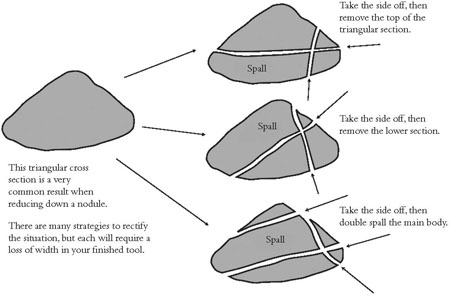 Take the side off, then
remove the top of the
triangular section.
Spall
Spall
Take the side off, then
remove the lower section.
This triangular cross
section is a very
common result when
reducing down a nodule.
There are many strategies to rectify
the situation, but each will require a
loss of width in your finished tool.
Take the side off, then
double spall the main body.
Spall